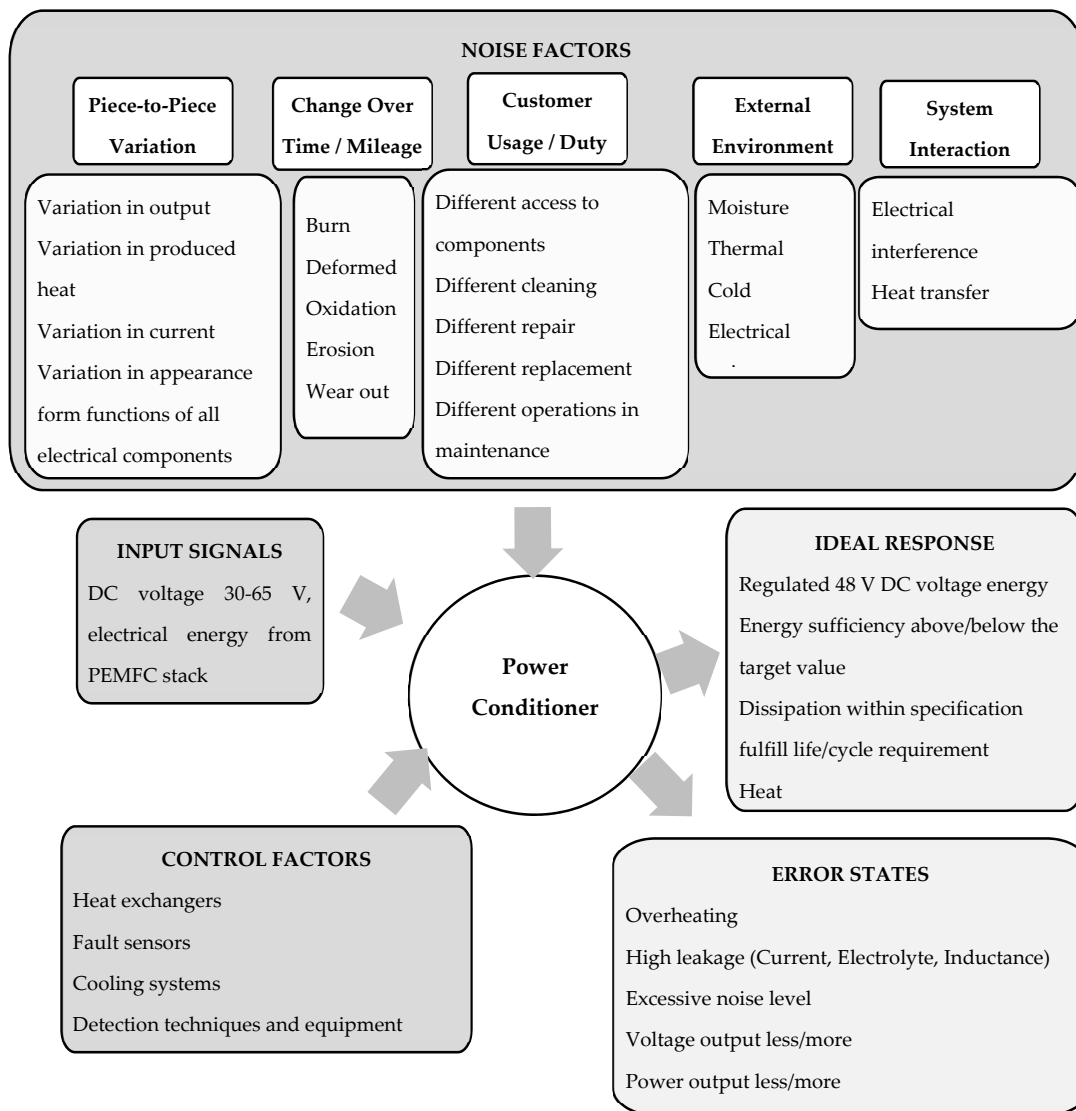 NOISE FACTORS
Piece-to-Piece
Variation
Variation in output
Variation in produced
heat
Variation in current
Variation in appearance
form functions of all
electrical components
Change Over
Time / Mileage
Burn
Deformed
Oxidation
Erosion
Wear out
Customer
Usage / Duty
Different access to
components
Different cleaning
Different repair
Different replacement
Different operations in
maintenance
External
Environment
Moisture
Thermal
Cold
Electrical
.
System
Interaction
Electrical
interference
Heat transfer
INPUT SIGNALS
DC voltage 30-65 V,
electrical energy from
PEMFC stack
Power
Conditioner
IDEAL RESPONSE
Regulated 48 V DC voltage energy
Energy sufficiency above/below the
target value
Dissipation within specification
fulfill life/cycle requirement
Heat
CONTROL FACTORS
Heat exchangers
Fault sensors
Cooling systems
Detection techniques and equipment
ERROR STATES
Overheating
High leakage (Current, Electrolyte, Inductance)
Excessive noise level
Voltage output less/more
Power output less/more